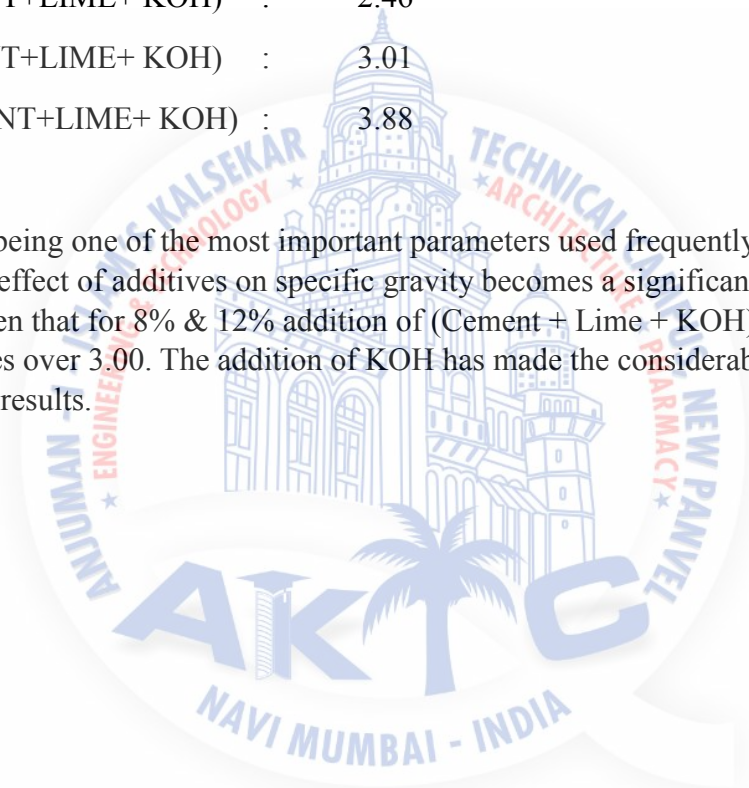 T+LIME+ KOH) : 2.46
NT+LIME+ KOH) : 3.01
NT+LIME+ KOH) : 3.88
being one of the most important parameters used frequently
effect of additives on specific gravity becomes a significan
en that for 8% & 12% addition of (Cement + Lime + KOH)
es over 3.00. The addition of KOH has made the considerab
results.
ANJUMAN - I - ISLAM'S KALSEKAR TECHNICAL CAMPUS, NEW PANVEL
★ ENGINEERING & TECHNOLOGY ★ ★ ARCHITECTURE PHARMACY ★
AKTC
NAVI MUMBAI - INDIA